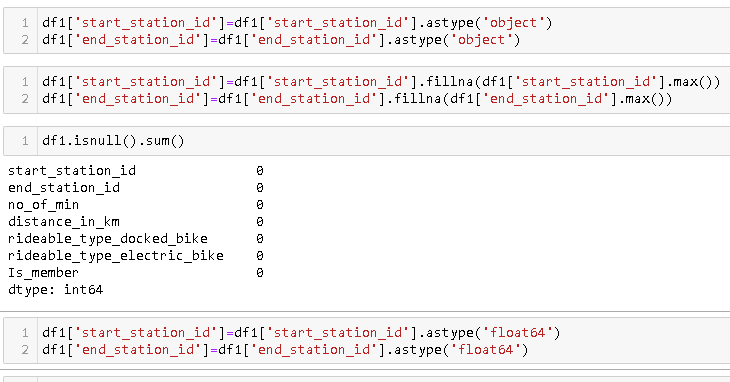 1 df1['start_station_id']=df1['start_station_id'].astype('object')
2 df1['end_station_id']=df1['end_station_id'].astype('object')
1 df1['start_station_id']=df1['start_station_id'].fillna(df1['start_station_id'].max())
2 df1['end_station_id']=df1['end_station_id'].fillna(df1['end_station_id'].max())
1 df1.isnull().sum()
start_station_id 0
end_station_id 0
no_of_min 0
distance_in_km 0
rideable_type_docked_bike 0
rideable_type_electric_bike 0
Is_member 0
dtype: int64
1 df1['start_station_id']=df1['start_station_id'].astype('float64')
2 df1['end_station_id']=df1['end_station_id'].astype('float64')